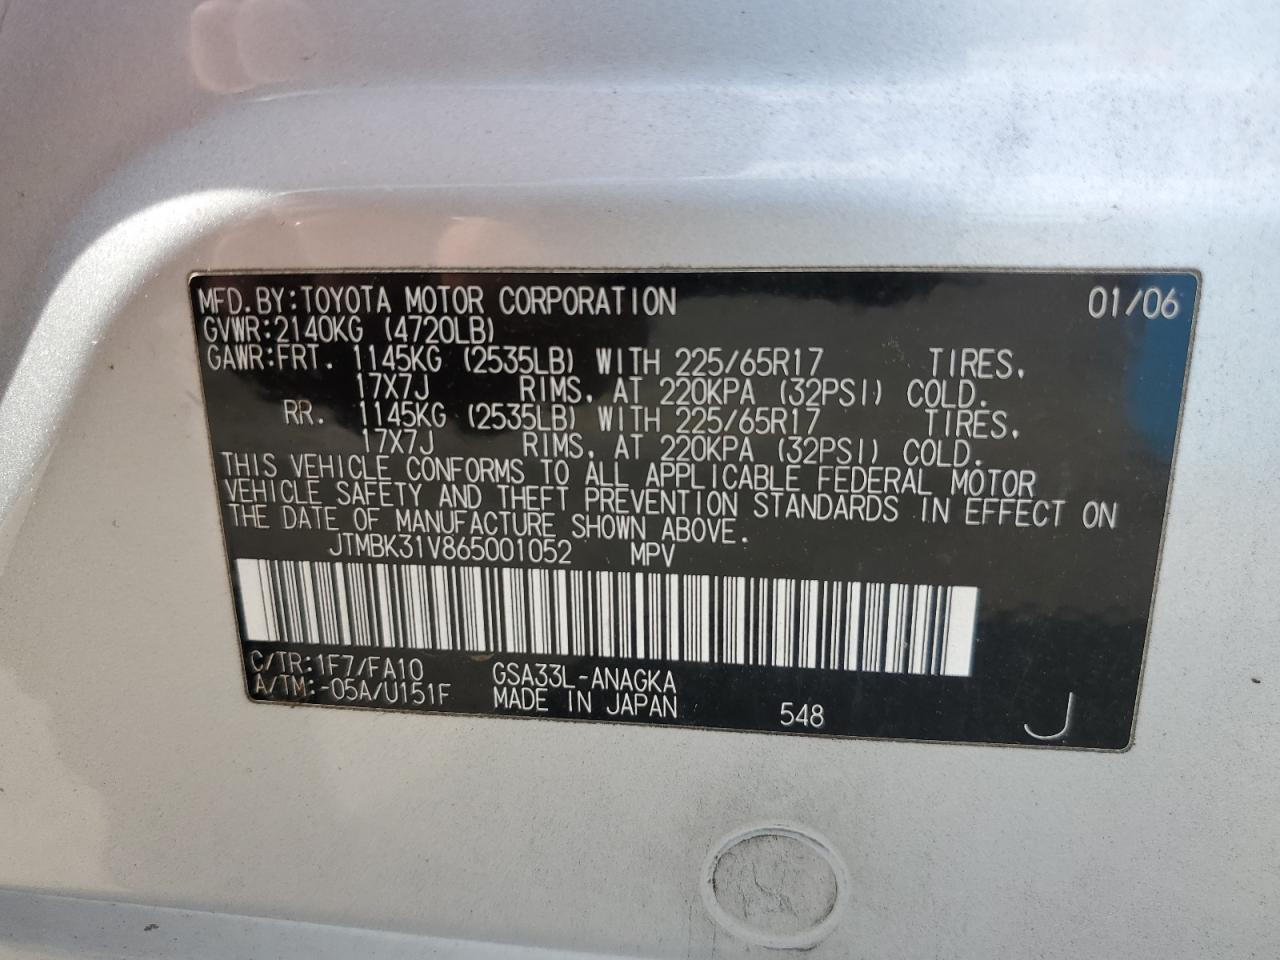 MFD.BY:TOYOTA MOTOR CORPORATION 01/06
GVWR:2140KG (4720LB)
GAWR:FRT. 1145KG (2535LB) WITH 225/65R17 TIRES,
17X7J RIMS, AT 220KPA (32PSI) COLD.
RR. 1145KG (2535LB) WITH 225/65R17 TIRES,
17X7J RIMS, AT 220KPA (32PSI) COLD.
THIS VEHICLE CONFORMS TO ALL APPLICABLE FEDERAL MOTOR
VEHICLE SAFETY AND THEFT PREVENTION STANDARDS IN EFFECT ON
THE DATE OF MANUFACTURE SHOWN ABOVE.
JTMBK31V865001052 MPV
C/TR:1F7/FA10 GSA33L-ANAGKA
A/TM:-05A/U151F MADE IN JAPAN 548 J